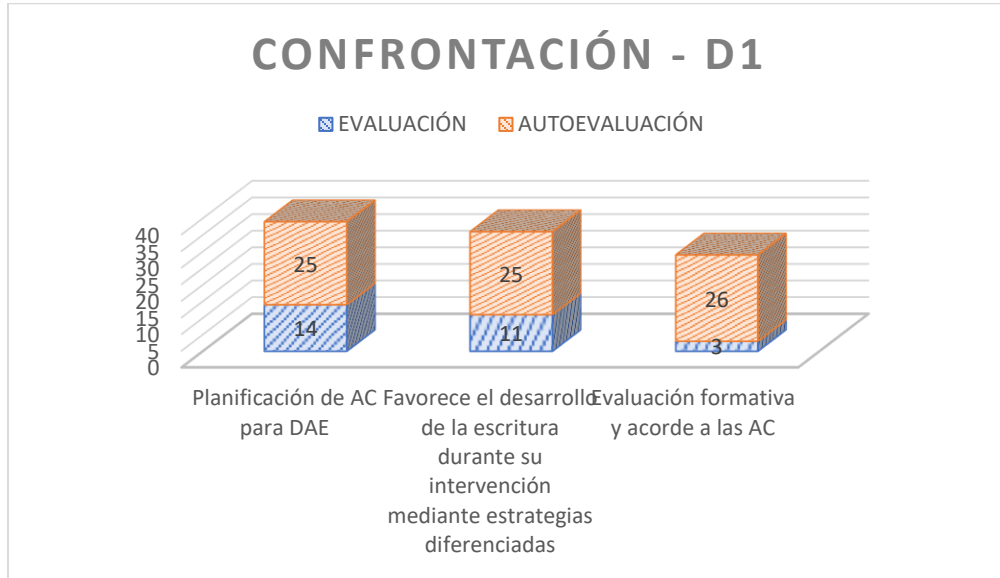 CONFRONTACIÓN - D1
EVALUACIÓN AUTOEVALUACIÓN
40
35
30
25
20
15
10
5
0
25
14
25
11
26
3
Planificación de AC
para DAE
Favorece el desarrollo
de la escritura
durante su
intervención
mediante estrategias
diferenciadas
Evaluación formativa
y acorde a las AC